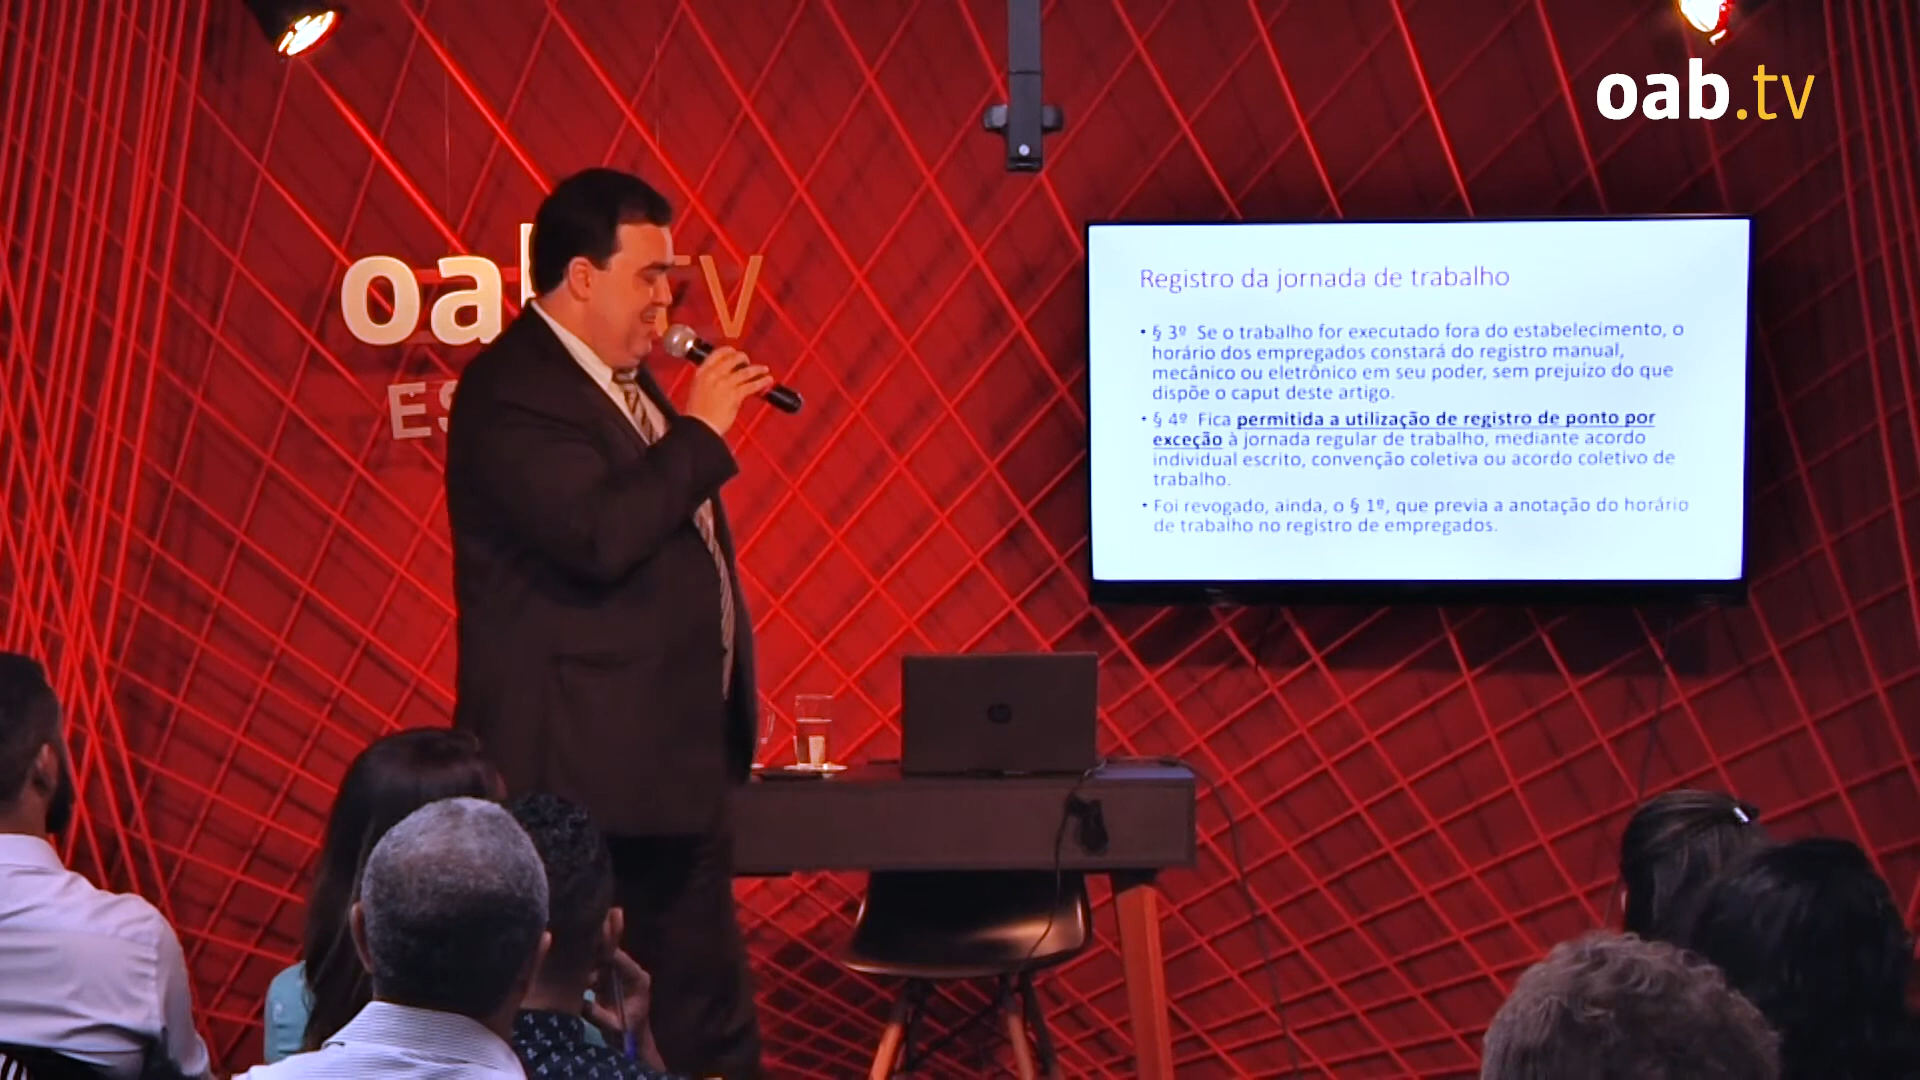 oab.tv
oa tv
ES
Registro da jornada de trabalho
• § 3º Se o trabalho for executado fora do estabelecimento, o
horário dos empregados constará do registro manual,
mecânico ou eletrônico em seu poder, sem prejuízo do que
dispõe o caput deste artigo.
• § 4º Fica permitida a utilização de registro de ponto por
exceção à jornada regular de trabalho, mediante acordo
individual escrito, convenção coletiva ou acordo coletivo de
trabalho.
• Foi revogado, ainda, o § 1º, que previa a anotação do horário
de trabalho no registro de empregados.
hp